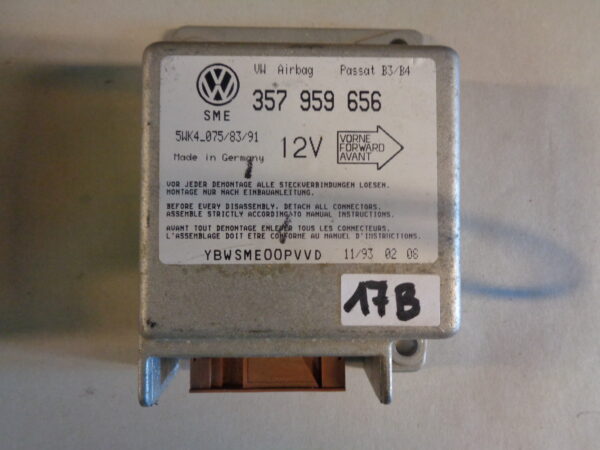 VW Airbag Passat B3/B4
SME 357 959 656
5WK4_075/83/91
Made in Germany
12V
VORNE
FORWARD
AVANT
VOR JEDER DEMONTAGE ALLE STECKVERBINDUNGEN LOESEN.
MONTAGE NUR NACH EINBAUANLEITUNG.
BEFORE EVERY DISASSEMBLY, DETACH ALL CONNECTORS.
ASSEMBLE STRICTLY ACCORDING TO MANUAL INSTRUCTIONS.
AVANT TOUT DEMONTAGE ENLEVER TOUS LES CONNECTEURS.
L'ASSEMBLAGE DOIT ETRE CONFORME AU MANUEL D'INSTRUCTIONS.
YBWSME00PVVD 11/93 02 08
17B